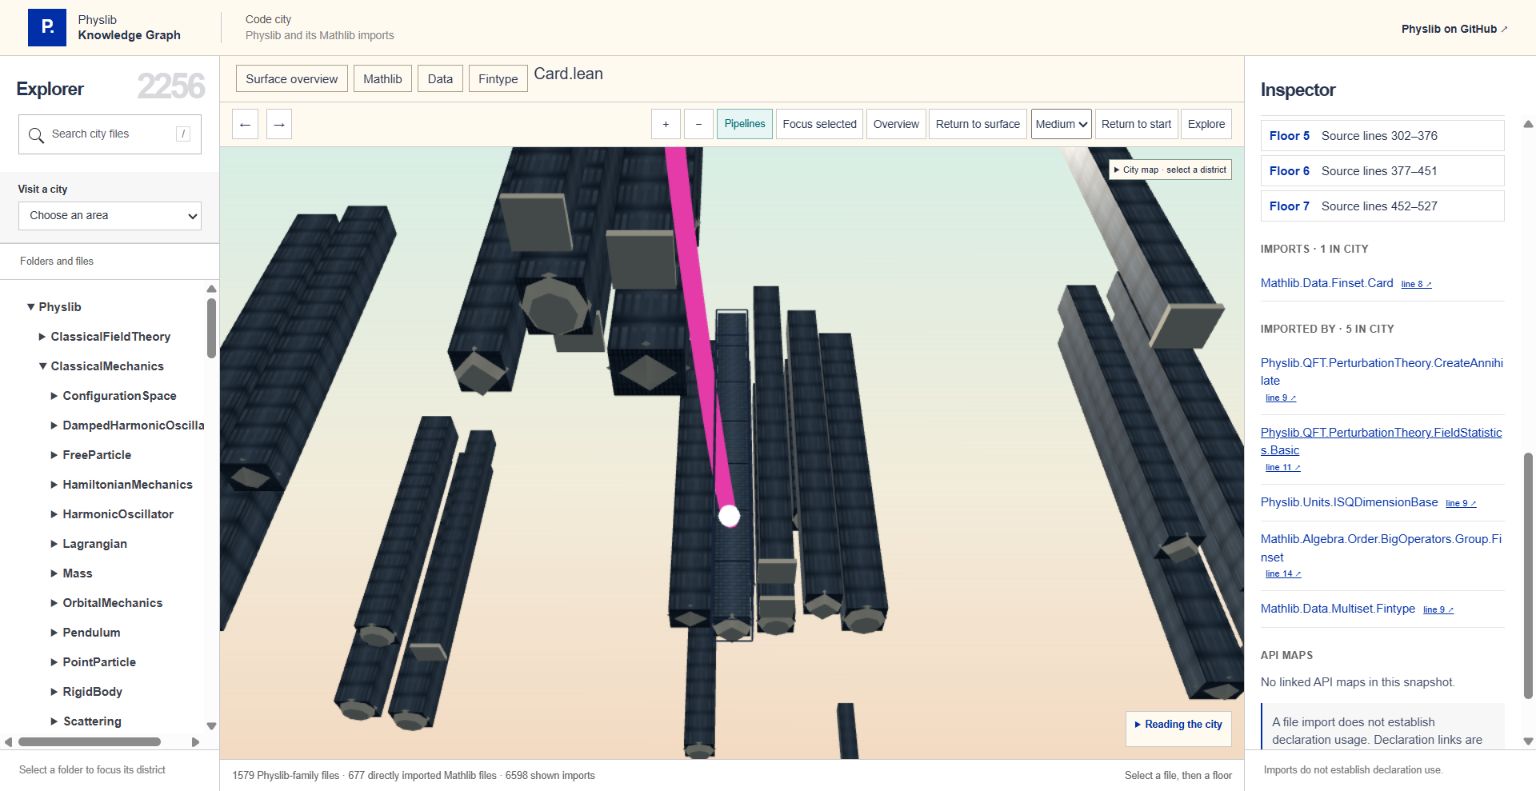 P.
Physlib
Knowledge Graph
Code city
Physlib and its Mathlib imports
Physlib on GitHub ↗
Explorer
2256
Search city files
/
Visit a city
Choose an area
Folders and files
▼ Physlib
▶ ClassicalFieldTheory
▼ ClassicalMechanics
▶ ConfigurationSpace
▶ DampedHarmonicOscilla
▶ FreeParticle
▶ HamiltonianMechanics
▶ HarmonicOscillator
▶ Lagrangian
▶ Mass
▶ OrbitalMechanics
▶ Pendulum
▶ PointParticle
▶ RigidBody
▶ Scattering
Select a folder to focus its district
Surface overview
Mathlib
Data
Fintype
Card.lean
←
→
+
−
Pipelines
Focus selected
Overview
Return to surface
Medium
Return to start
Explore
▶ City map · select a district
▶ Reading the city
1579 Physlib-family files · 677 directly imported Mathlib files · 6598 shown imports
Select a file, then a floor
Inspector
Floor 5 Source lines 302–376
Floor 6 Source lines 377–451
Floor 7 Source lines 452–527
IMPORTS · 1 IN CITY
Mathlib.Data.Finset.Card line 8 ↗
IMPORTED BY · 5 IN CITY
Physlib.QFT.PerturbationTheory.CreateAnnihi
late
line 9 ↗
Physlib.QFT.PerturbationTheory.FieldStatistic
s.Basic
line 11 ↗
Physlib.Units.ISQDimensionBase line 9 ↗
Mathlib.Algebra.Order.BigOperators.Group.Fi
nset
line 14 ↗
Mathlib.Data.Multiset.Fintype line 9 ↗
API MAPS
No linked API maps in this snapshot.
A file import does not establish
declaration usage. Declaration links are
Imports do not establish declaration use.